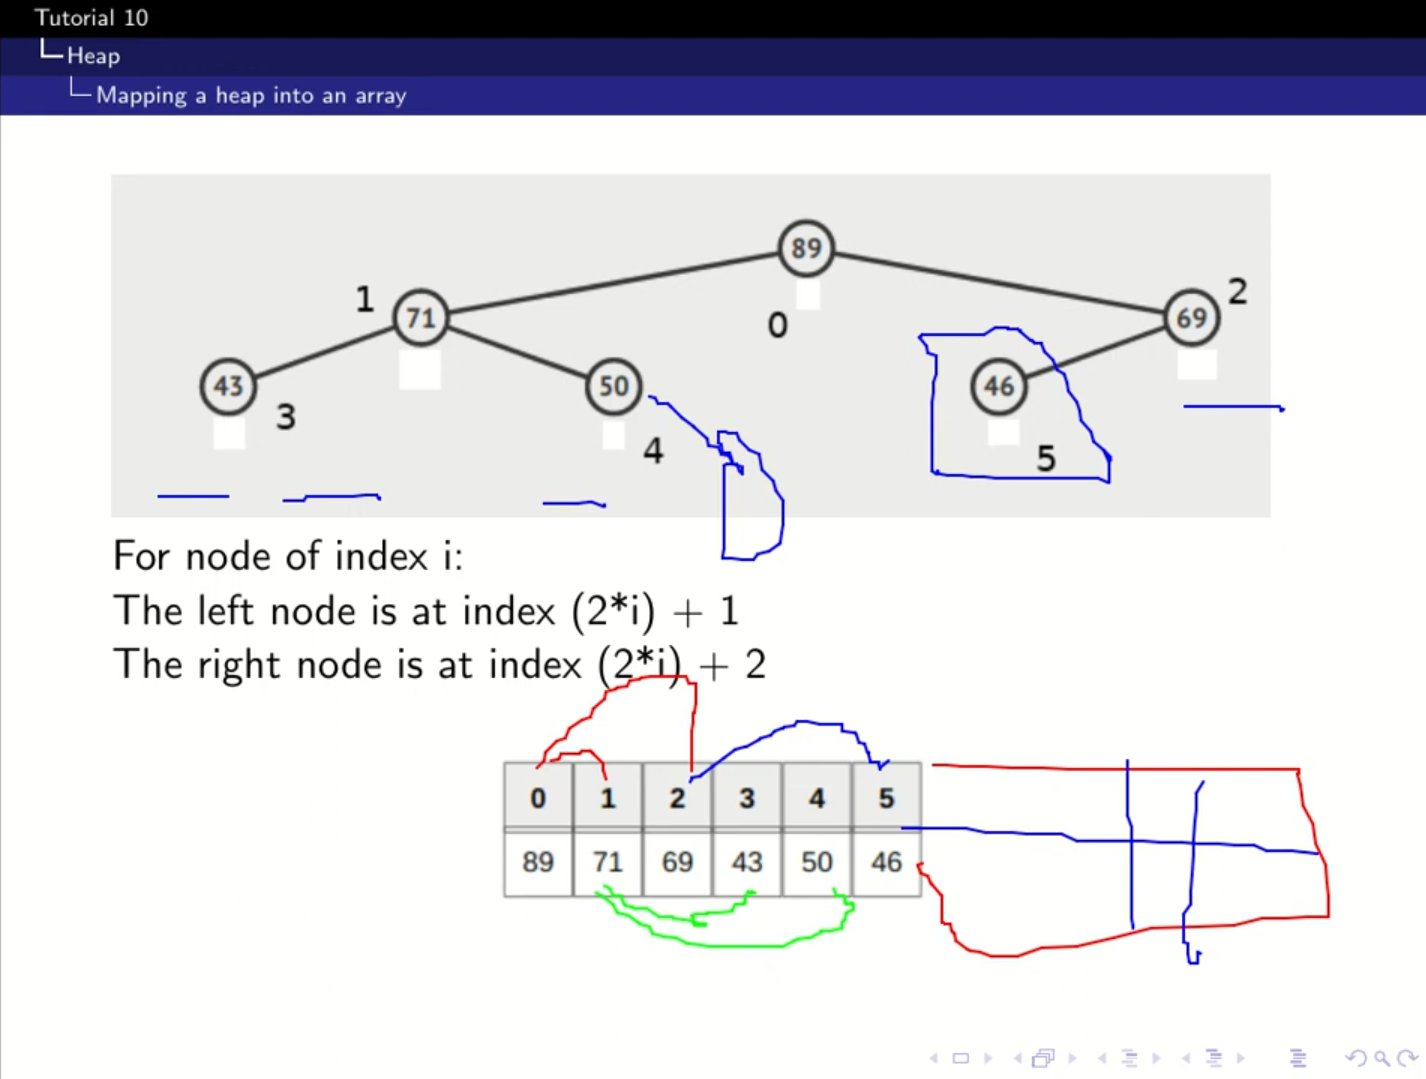 Tutorial 10
Heap
Mapping a heap into an array
89
1
71
0
69
2
43
3
50
4
46
5
For node of index i:
The left node is at index (2*i) + 1
The right node is at index (2*i) + 2
0 1 2 3 4 5
89 71 69 43 50 46